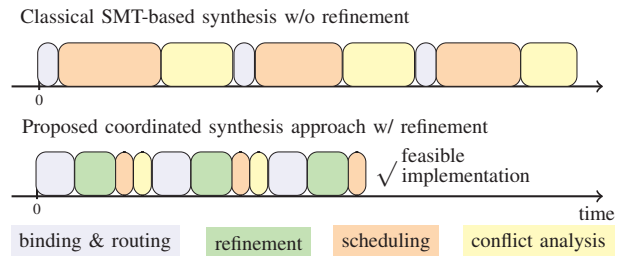 Classical SMT-based synthesis w/o refinement
0
Proposed coordinated synthesis approach w/ refinement
√ feasible
implementation
0
time
binding & routing refinement scheduling conflict analysis